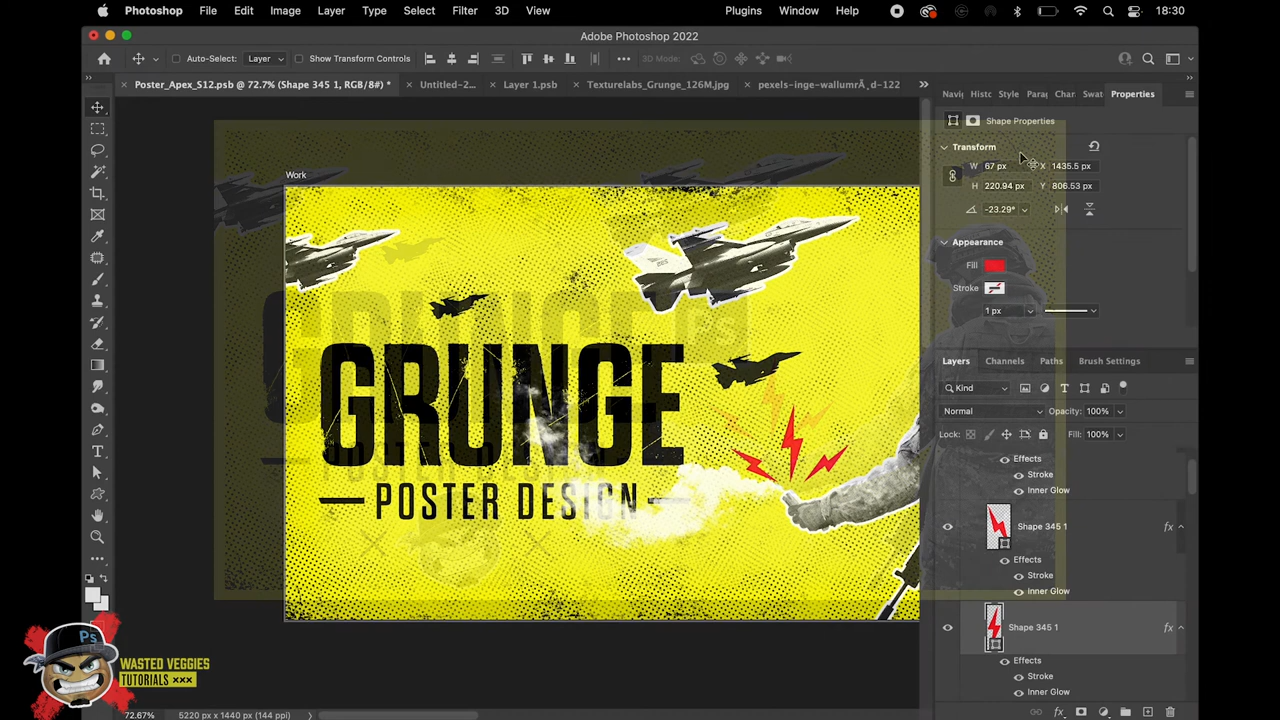 Photoshop File Edit Image Layer Type Select Filter 3D View Plugins Window Help 18:30
Adobe Photoshop 2022
Auto-Select: Layer Show Transform Controls 3D Mode:
Poster_Apex_S12.psb @ 72.7% (Shape 345 1, RGB/8#) * Untitled-2... Layer 1.psb Texturelabs_Grunge_126M.jpg pexels-inge-wallumrÃ¸d-122
Navi Histc Style Para Char Swat Properties
Shape Properties
Transform
W 67 px X 1435.5 px
H 220.94 px Y 806.53 px
-23.29°
Appearance
Fill
Stroke
1 px
Layers Channels Paths Brush Settings
Kind
Normal Opacity: 100%
Lock: Fill: 100%
Effects
Stroke
Inner Glow
Shape 345 1 fx
Effects
Stroke
Inner Glow
Shape 345 1 fx
Effects
Stroke
Inner Glow
fx
Work
GRUNGE
POSTER DESIGN
Ps
WASTED VEGGIES
TUTORIALS ×××
72.67% 5220 px x 1440 px (144 ppi)